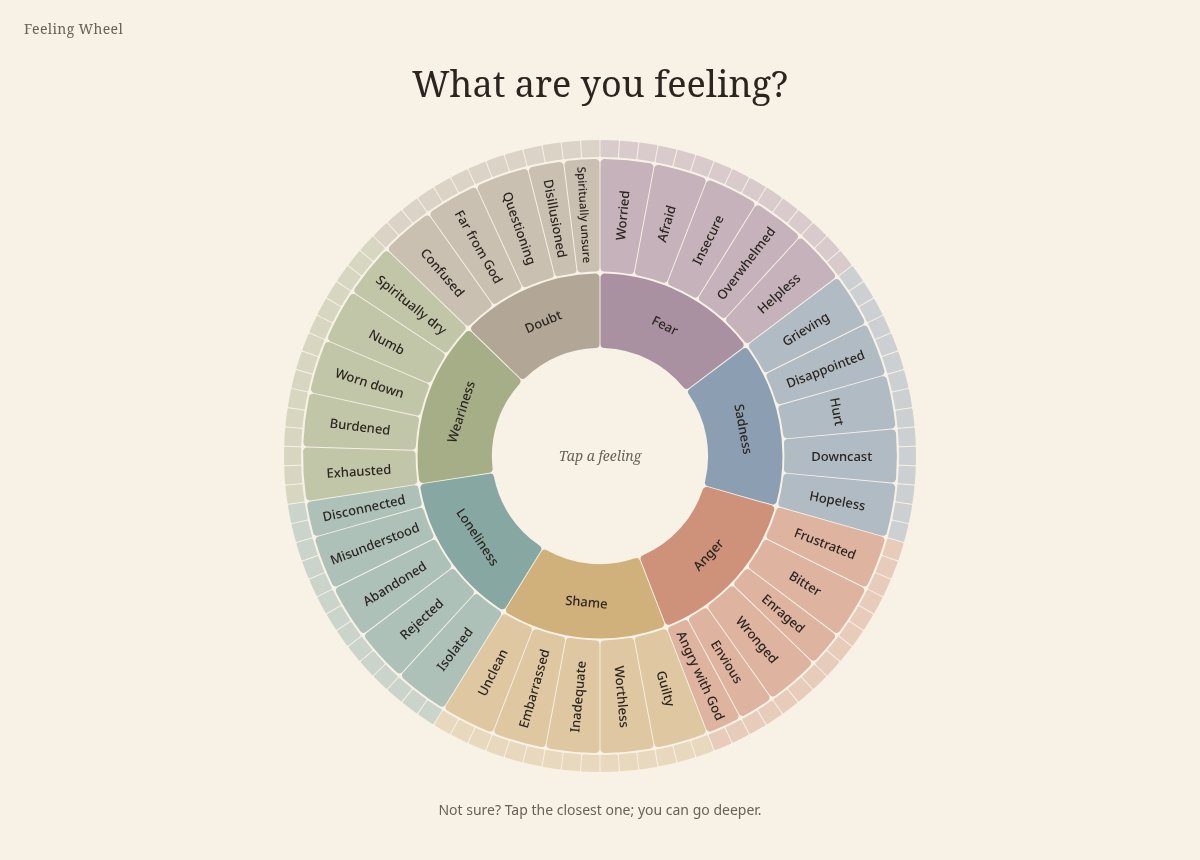 Feeling Wheel
What are you feeling?
Worried
Afraid
Insecure
Overwhelmed
Helpless
Grieving
Disappointed
Hurt
Downcast
Hopeless
Frustrated
Bitter
Enraged
Wronged
Envious
Angry with God
Guilty
Worthless
Inadequate
Embarrassed
Unclean
Isolated
Rejected
Abandoned
Misunderstood
Disconnected
Exhausted
Burdened
Worn down
Numb
Spiritually dry
Confused
Far from God
Questioning
Disillusioned
Spiritually unsure
Fear
Sadness
Anger
Shame
Loneliness
Weariness
Doubt
Tap a feeling
Not sure? Tap the closest one; you can go deeper.